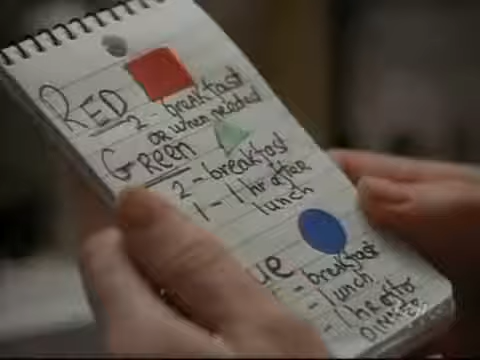 RED
2 - breakfast
OR when needed
GReen
2 - breakfast
1 - 1 hr after
lunch
ue
- breakfast
- lunch
- hr after
DINNER